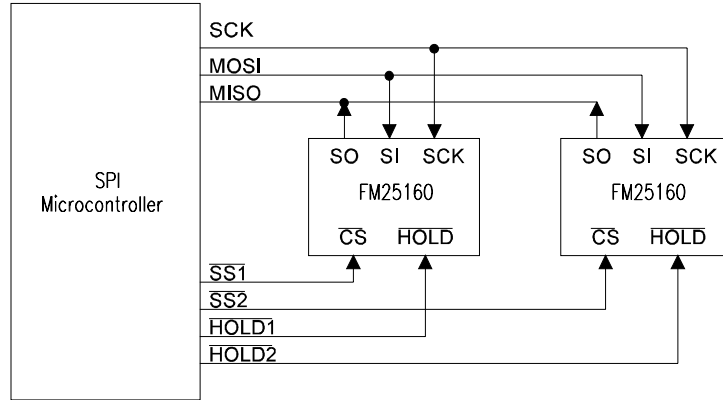 SCK
MOSI
MISO
SO SI SCK
SO SI SCK
SPI
Microcontroller
FM25160
FM25160
CS HOLD
CS HOLD
SS1
SS2
HOLD1
HOLD2